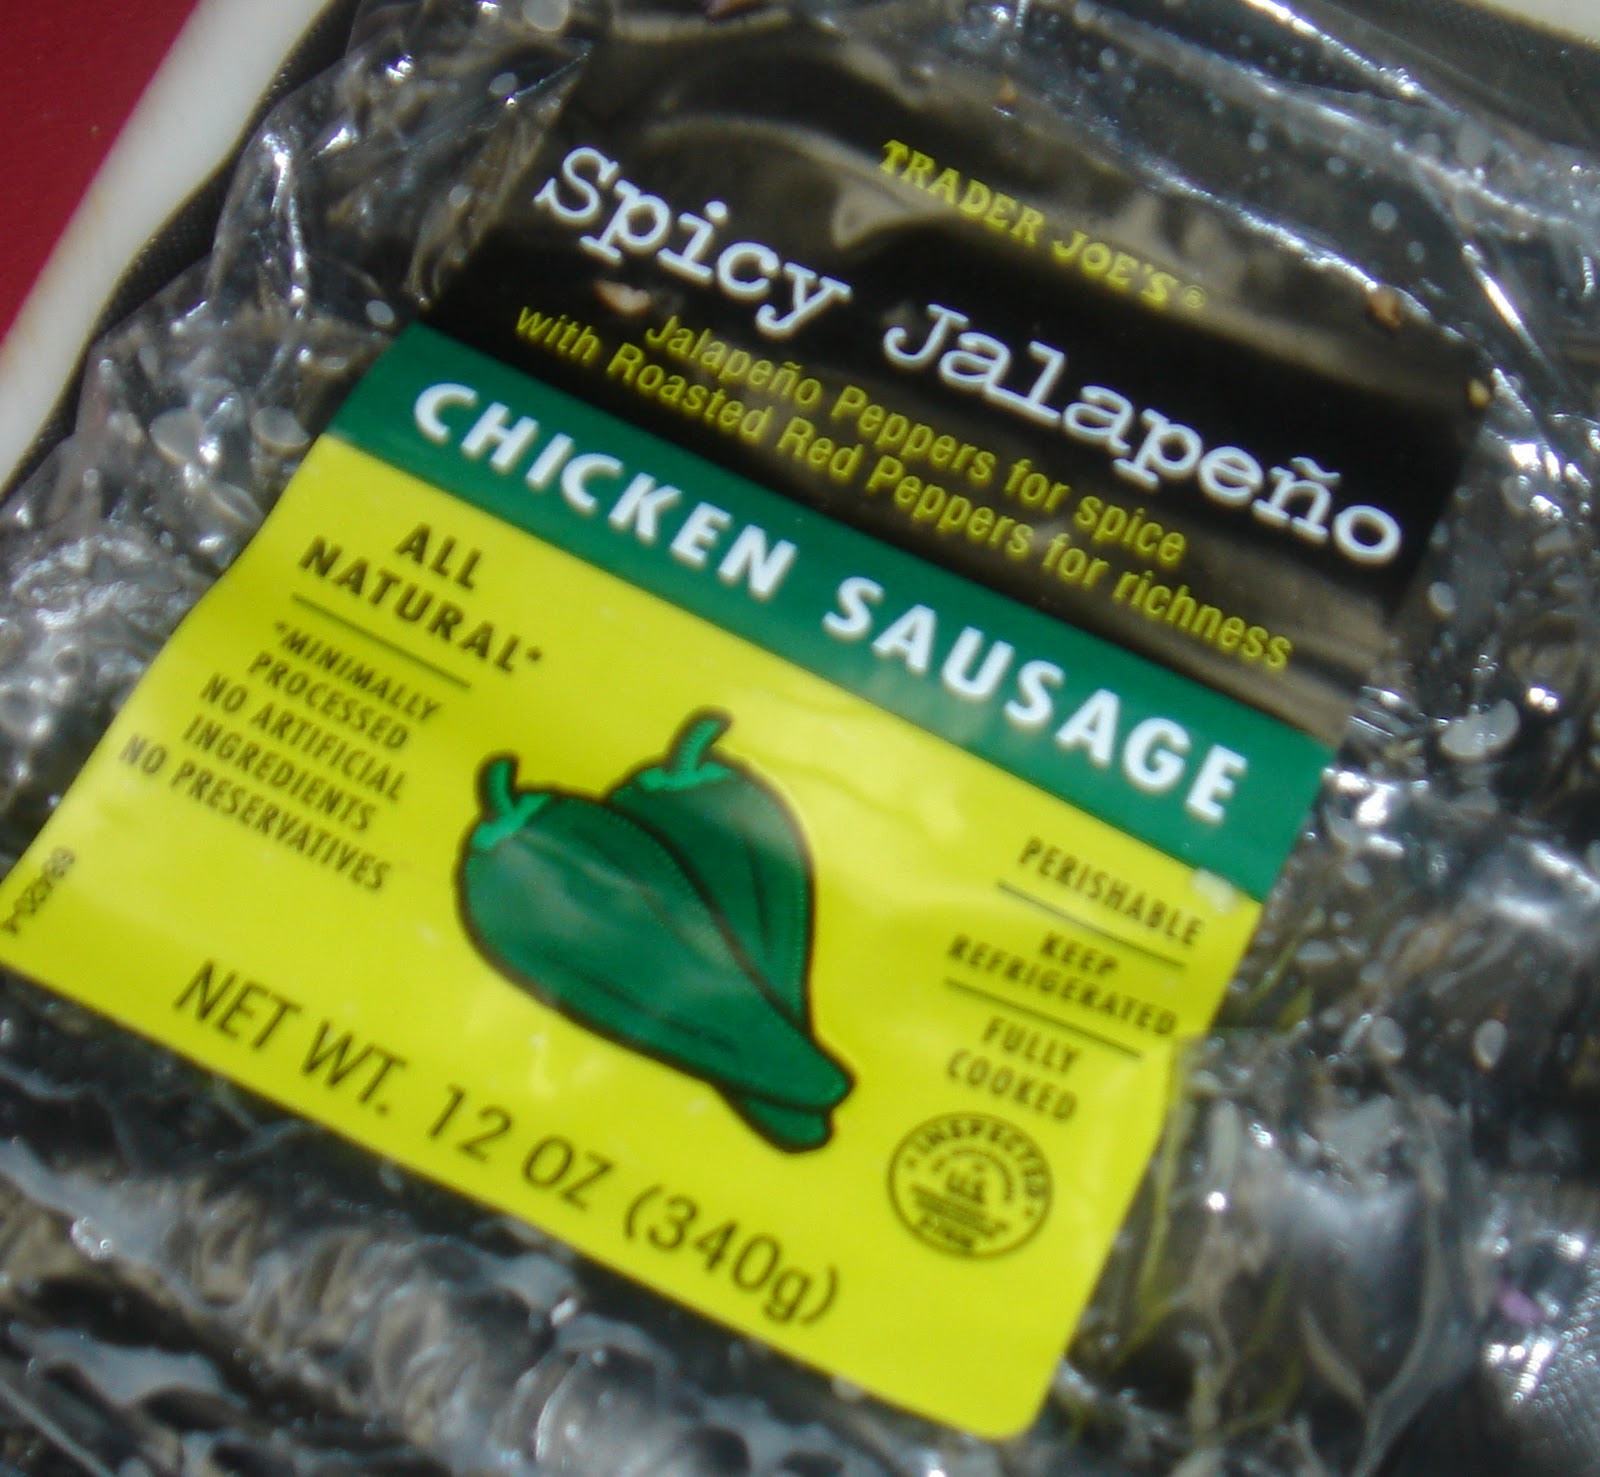 TRADER JOE'S®
Spicy Jalapeño
Jalapeño Peppers for spice
with Roasted Red Peppers for richness
CHICKEN SAUSAGE
ALL
NATURAL*
*MINIMALLY
PROCESSED
NO ARTIFICIAL
INGREDIENTS
NO PRESERVATIVES
PERISHABLE
KEEP
REFRIGERATED
FULLY
COOKED
INSPECTED
U.S.
NET WT. 12 OZ (340g)